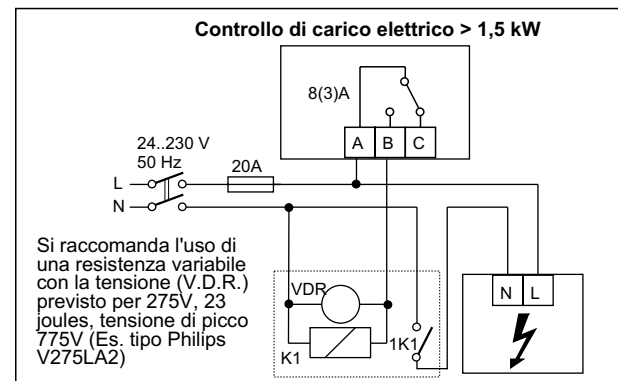 Controllo di carico elettrico > 1,5 kW
8(3)A
A B C
24..230 V
50 Hz
20A
L
N
Si raccomanda l'uso di
una resistenza variabile
con la tensione (V.D.R.)
previsto per 275V, 23
joules, tensione di picco
775V (Es. tipo Philips
V275LA2)
VDR
K1
1K1
N L